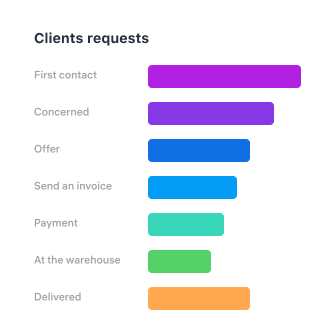 Clients requests
First contact
Concerned
Offer
Send an invoice
Payment
At the warehouse
Delivered